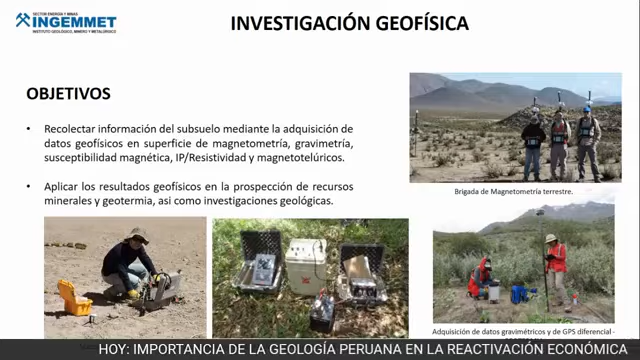 SECTOR ENERGÍA Y MINAS
INGEMMET
INSTITUTO GEOLÓGICO, MINERO Y METALÚRGICO
INVESTIGACIÓN GEOFÍSICA
OBJETIVOS
• Recolectar información del subsuelo mediante la adquisición de
datos geofísicos en superficie de magnetometría, gravimetría,
susceptibilidad magnética, IP/Resistividad y magnetotelúricos.
• Aplicar los resultados geofísicos en la prospección de recursos
minerales y geotermia, asi como investigaciones geológicas.
Brigada de Magnetometría terrestre.
Adquisición de datos gravimétricos y de GPS diferencial -
HOY: IMPORTANCIA DE LA GEOLOGÍA PERUANA EN LA REACTIVACIÓN ECONÓMICA